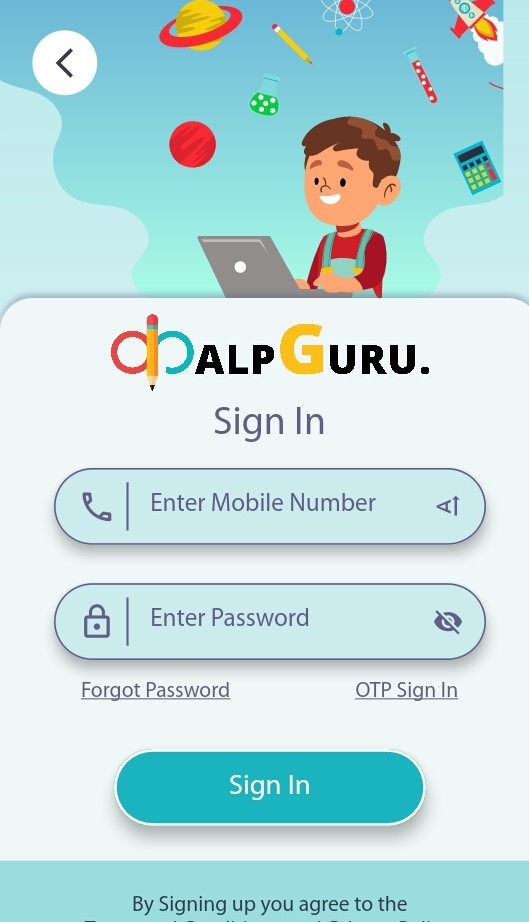 ALPGURU.
Sign In
Enter Mobile Number
Enter Password
Forgot Password OTP Sign In
Sign In
By Signing up you agree to the